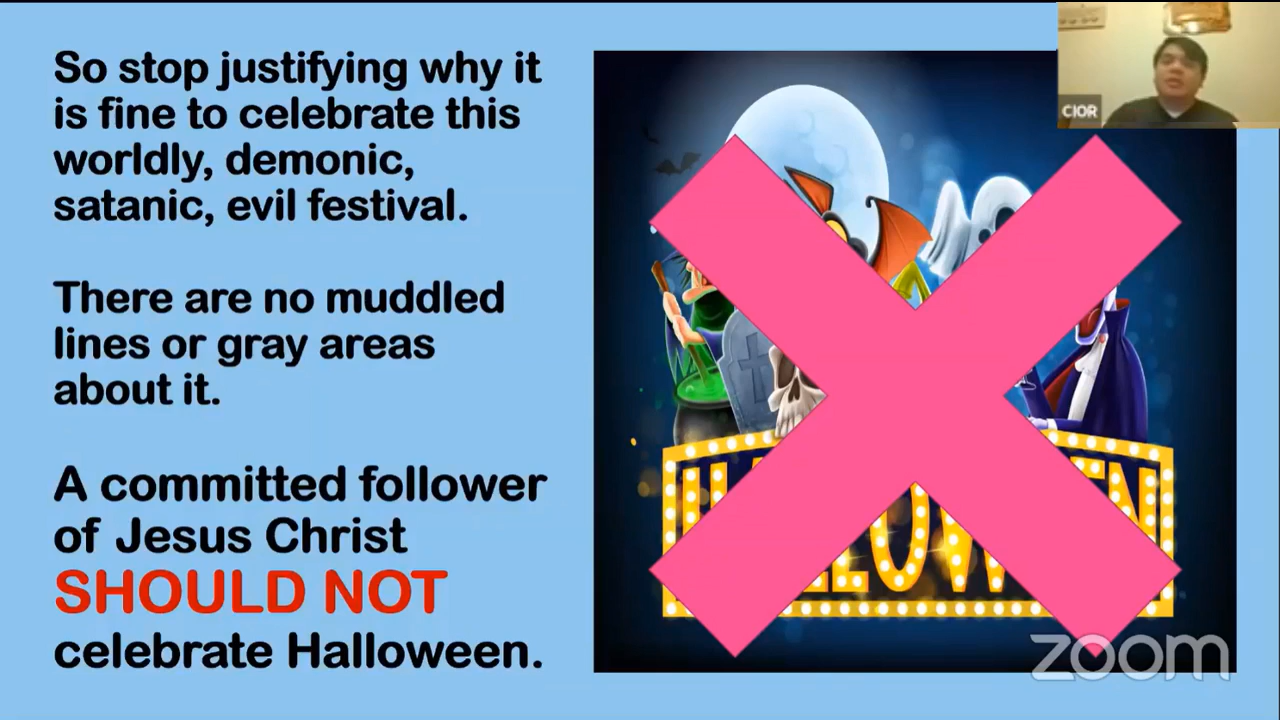 So stop justifying why it
is fine to celebrate this
worldly, demonic,
satanic, evil festival.
There are no muddled
lines or gray areas
about it.
A committed follower
of Jesus Christ
SHOULD NOT
celebrate Halloween.
CIOR
zoom